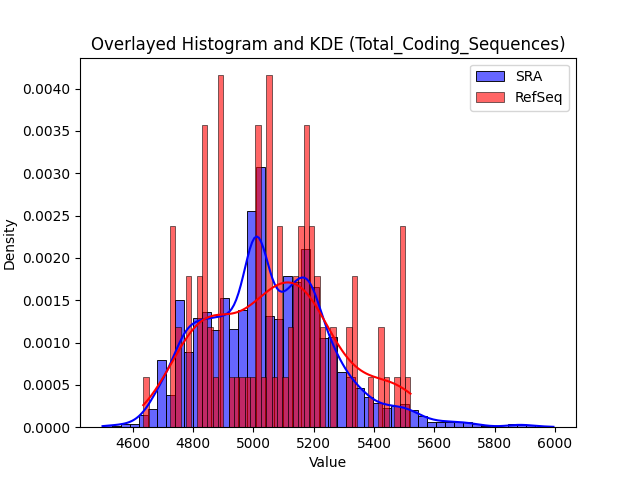 Overlayed Histogram and KDE (Total_Coding_Sequences)
SRA
RefSeq
0.0040
0.0035
0.0030
0.0025
0.0020
0.0015
0.0010
0.0005
0.0000
Density
4600 4800 5000 5200 5400 5600 5800 6000
Value